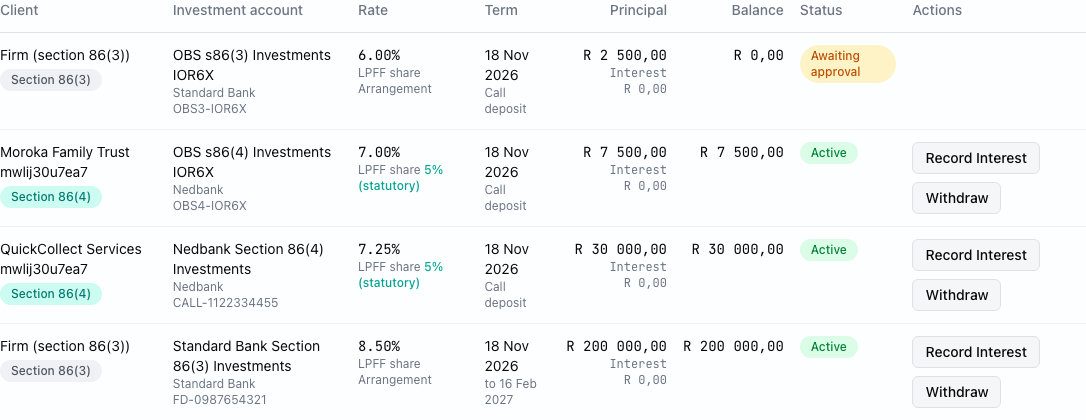 Client Investment account Rate Term Principal Balance Status Actions
Firm (section 86(3)) OBS s86(3) Investments 6.00% 18 Nov R 2 500,00 R 0,00 Awaiting
Section 86(3) IOR6X LPFF share 2026 Interest approval
Standard Bank Arrangement Call R 0,00
OBS3-IOR6X deposit
Moroka Family Trust OBS s86(4) Investments 7.00% 18 Nov R 7 500,00 R 7 500,00 Active Record Interest
mwlij30u7ea7 IOR6X LPFF share 5% 2026 Interest
Section 86(4) Nedbank (statutory) Call R 0,00 Withdraw
OBS4-IOR6X deposit
QuickCollect Services Nedbank Section 86(4) 7.25% 18 Nov R 30 000,00 R 30 000,00 Active Record Interest
mwlij30u7ea7 Investments LPFF share 5% 2026 Interest
Section 86(4) Nedbank (statutory) Call R 0,00 Withdraw
CALL-1122334455 deposit
Firm (section 86(3)) Standard Bank Section 8.50% 18 Nov R 200 000,00 R 200 000,00 Active Record Interest
Section 86(3) 86(3) Investments LPFF share 2026 Interest
Standard Bank Arrangement to 16 Feb R 0,00 Withdraw
FD-0987654321 2027